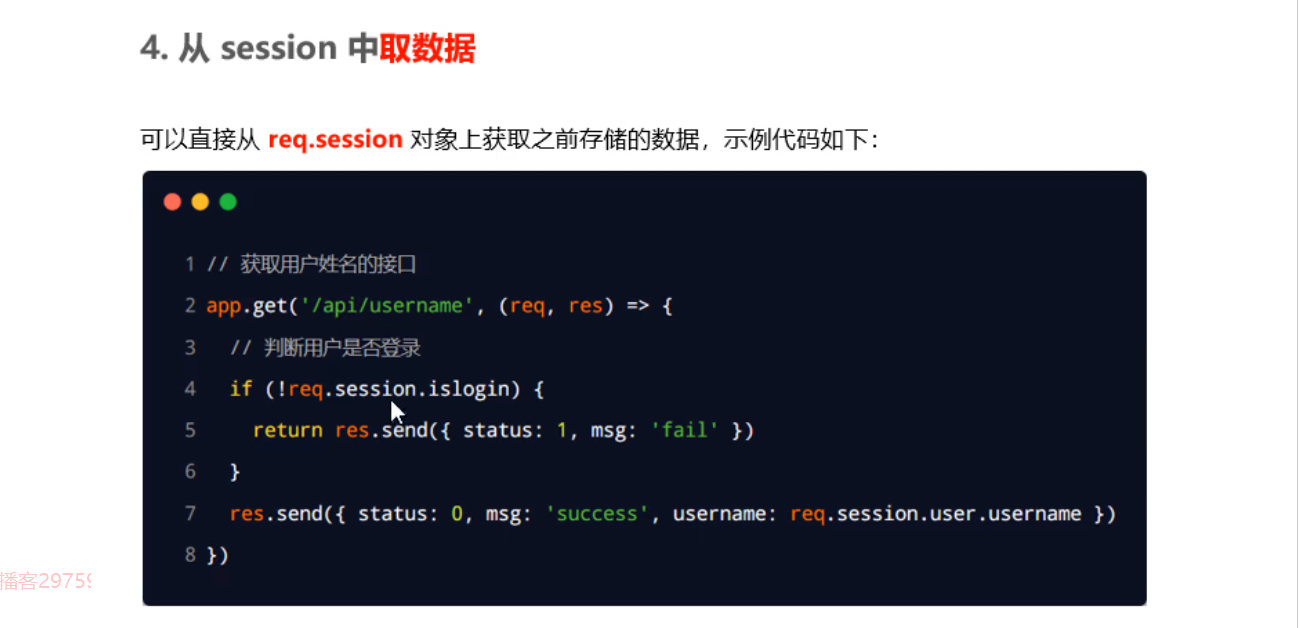 4. 从 session 中取数据
可以直接从 req.session 对象上获取之前存储的数据，示例代码如下：
1 // 获取用户姓名的接口
2 app.get('/api/username', (req, res) => {
3   // 判断用户是否登录
4   if (!req.session.islogin) {
5     return res.send({ status: 1, msg: 'fail' })
6   }
7   res.send({ status: 0, msg: 'success', username: req.session.user.username })
8 })
播客29759